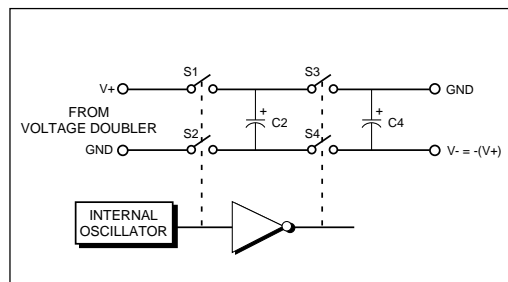 S1
S3
V+
GND
+
+
FROM
VOLTAGE DOUBLER
C2
C4
S2
S4
GND
V- = -(V+)
INTERNAL
OSCILLATOR